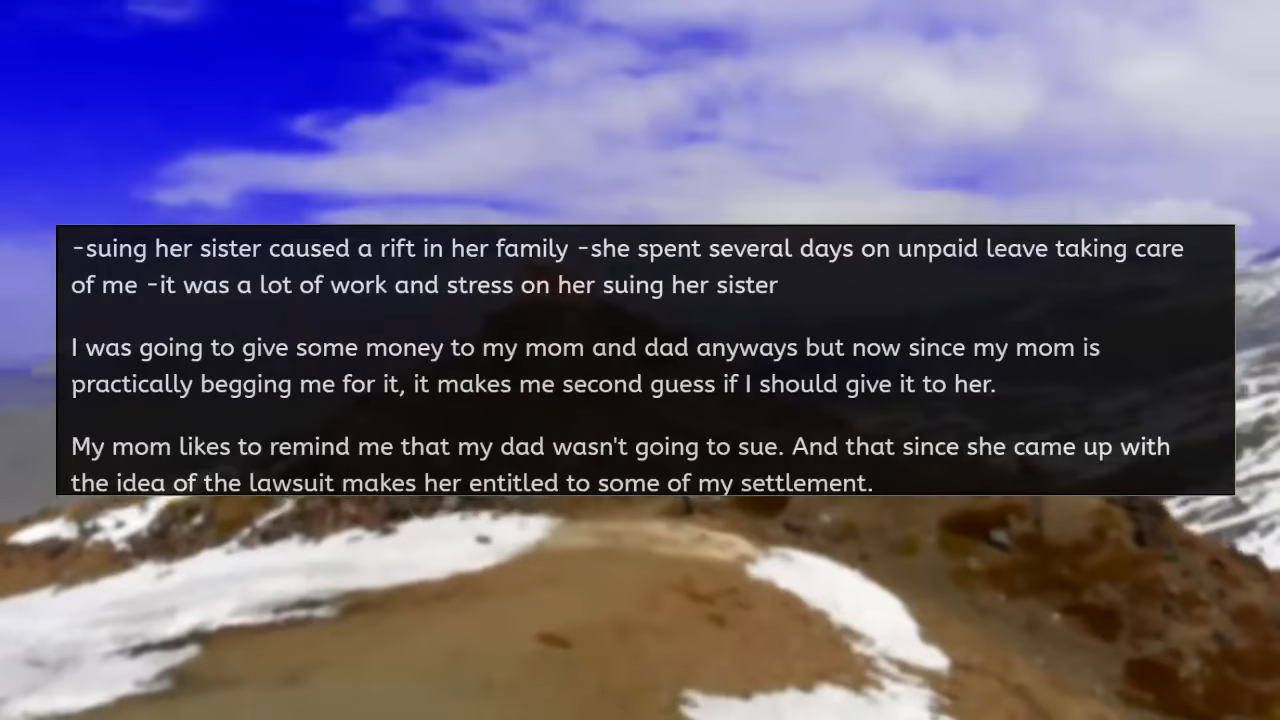 -suing her sister caused a rift in her family -she spent several days on unpaid leave taking care
of me -it was a lot of work and stress on her suing her sister
I was going to give some money to my mom and dad anyways but now since my mom is
practically begging me for it, it makes me second guess if I should give it to her.
My mom likes to remind me that my dad wasn't going to sue. And that since she came up with
the idea of the lawsuit makes her entitled to some of my settlement.